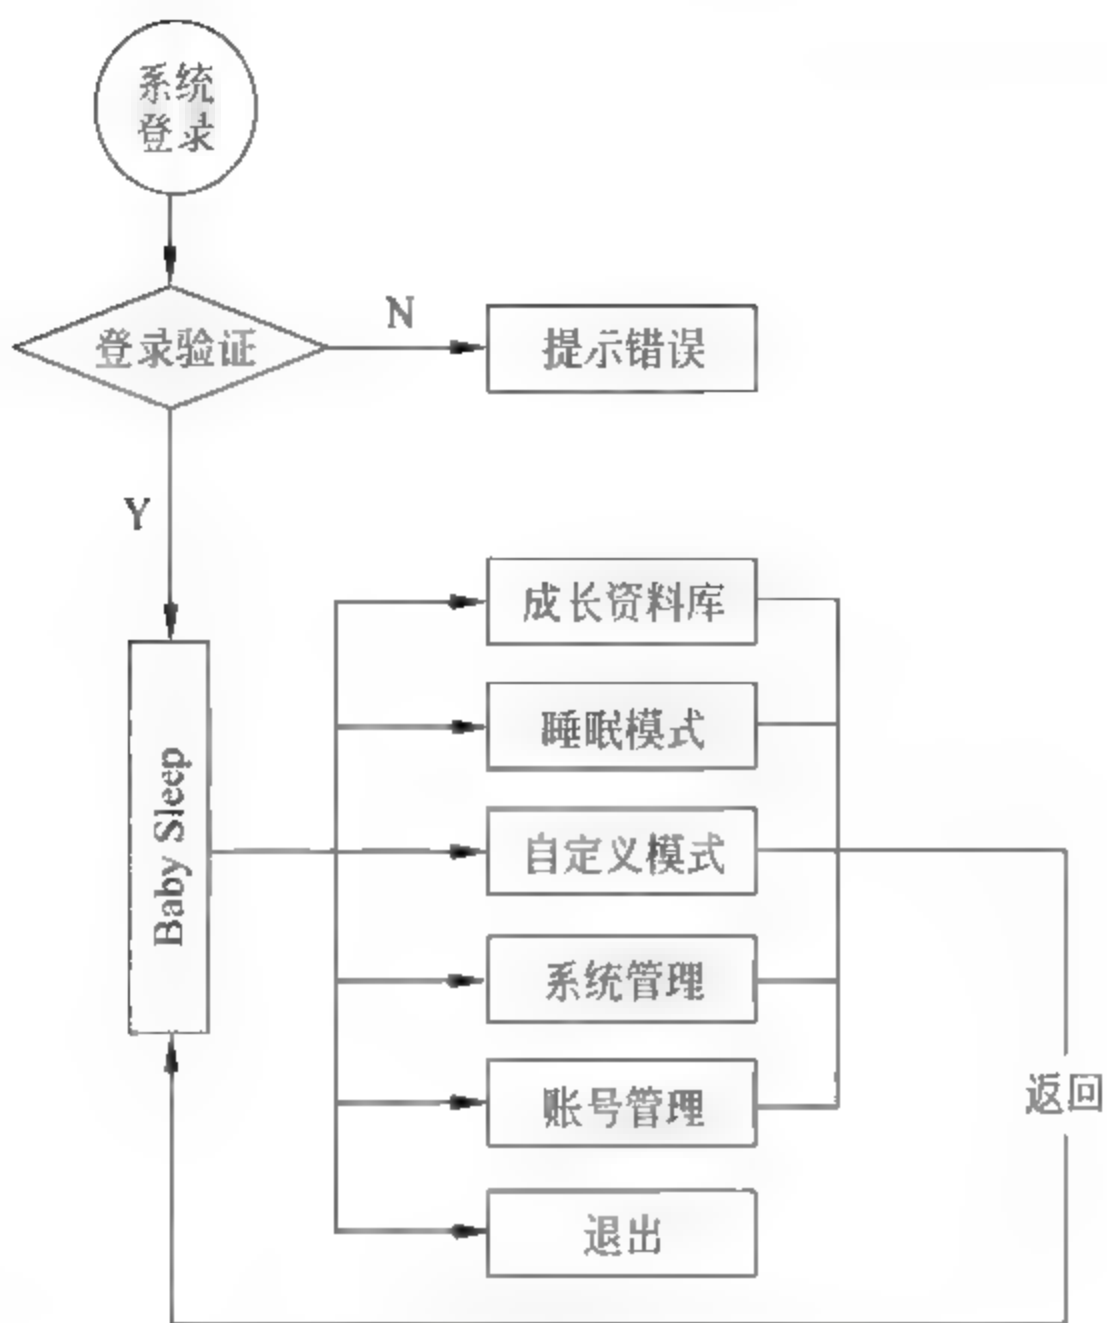 系统
登录
登录验证
N
提示错误
Y
Baby Sleep
成长资料库
睡眠模式
自定义模式
系统管理
账号管理
退出
返回